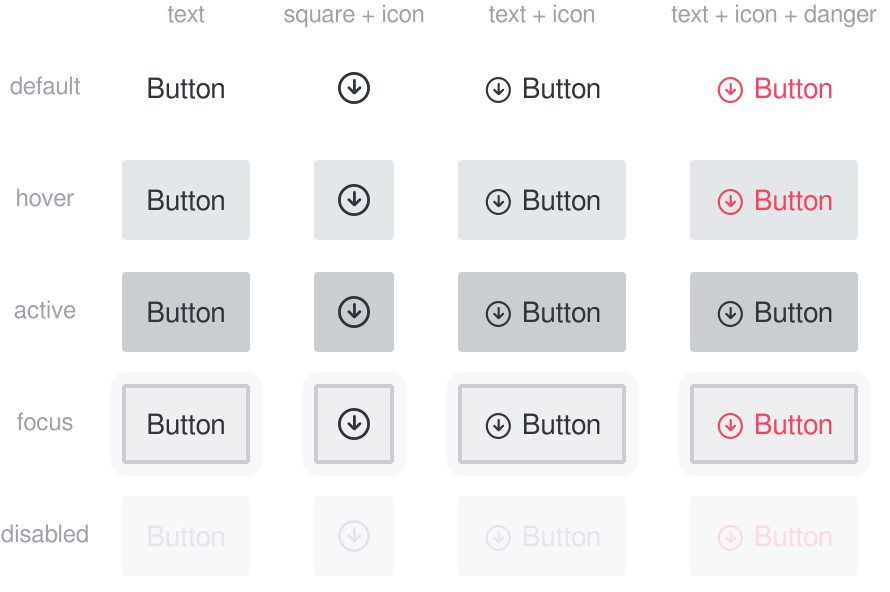 text square + icon text + icon text + icon + danger
default Button Button Button
hover Button Button Button
active Button Button Button
focus Button Button Button
disabled Button Button Button